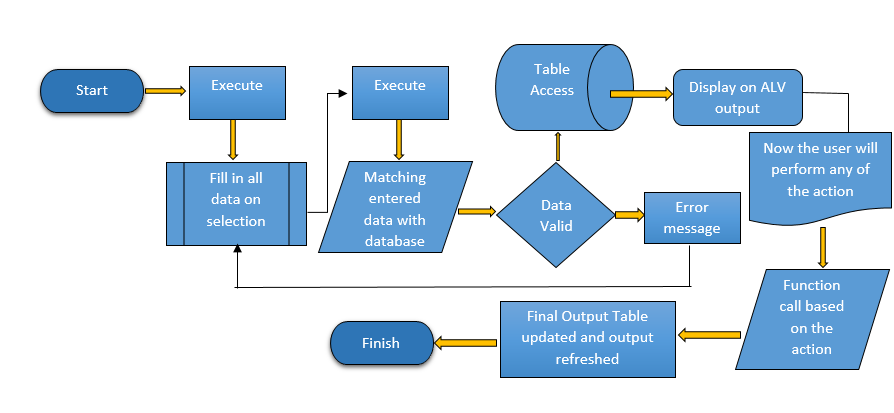 Start
Execute
Fill in all
data on
selection
Execute
Matching
entered
data with
database
Data
Valid
Table
Access
Error
message
Display on ALV
output
Now the user will
perform any of
the action
Function
call based
on the
action
Final Output Table
updated and output
refreshed
Finish